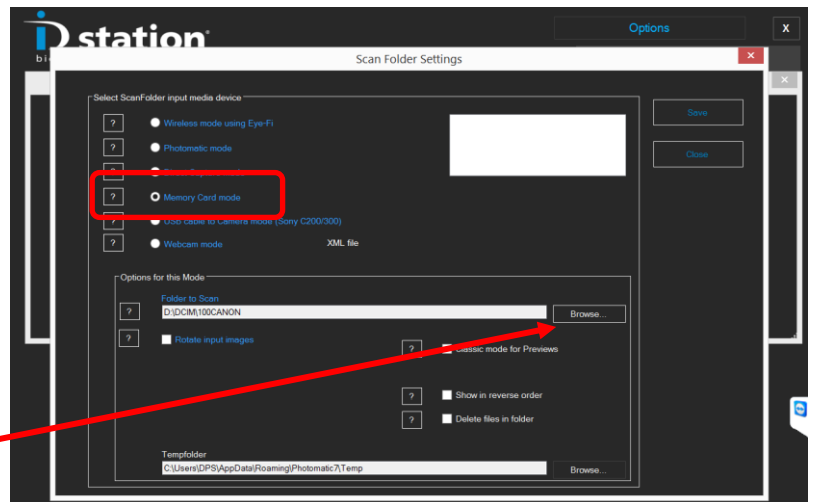 iD station
Options
X
bi
Scan Folder Settings
Select ScanFolder input media device
? Wireless mode using Eye-Fi
Save
? Photomatic mode
Close
?
? Memory Card mode
? USB cable to Camera mode (Sony C200/300)
? Webcam mode
XML file
Options for this Mode
Folder to Scan
? D:\DCIM\100CANON
Browse...
? Rotate input images
? Classic mode for Previews
? Show in reverse order
? Delete files in folder
Tempfolder
C:\Users\DPS\AppData\Roaming\Photomatic7\Temp
Browse...